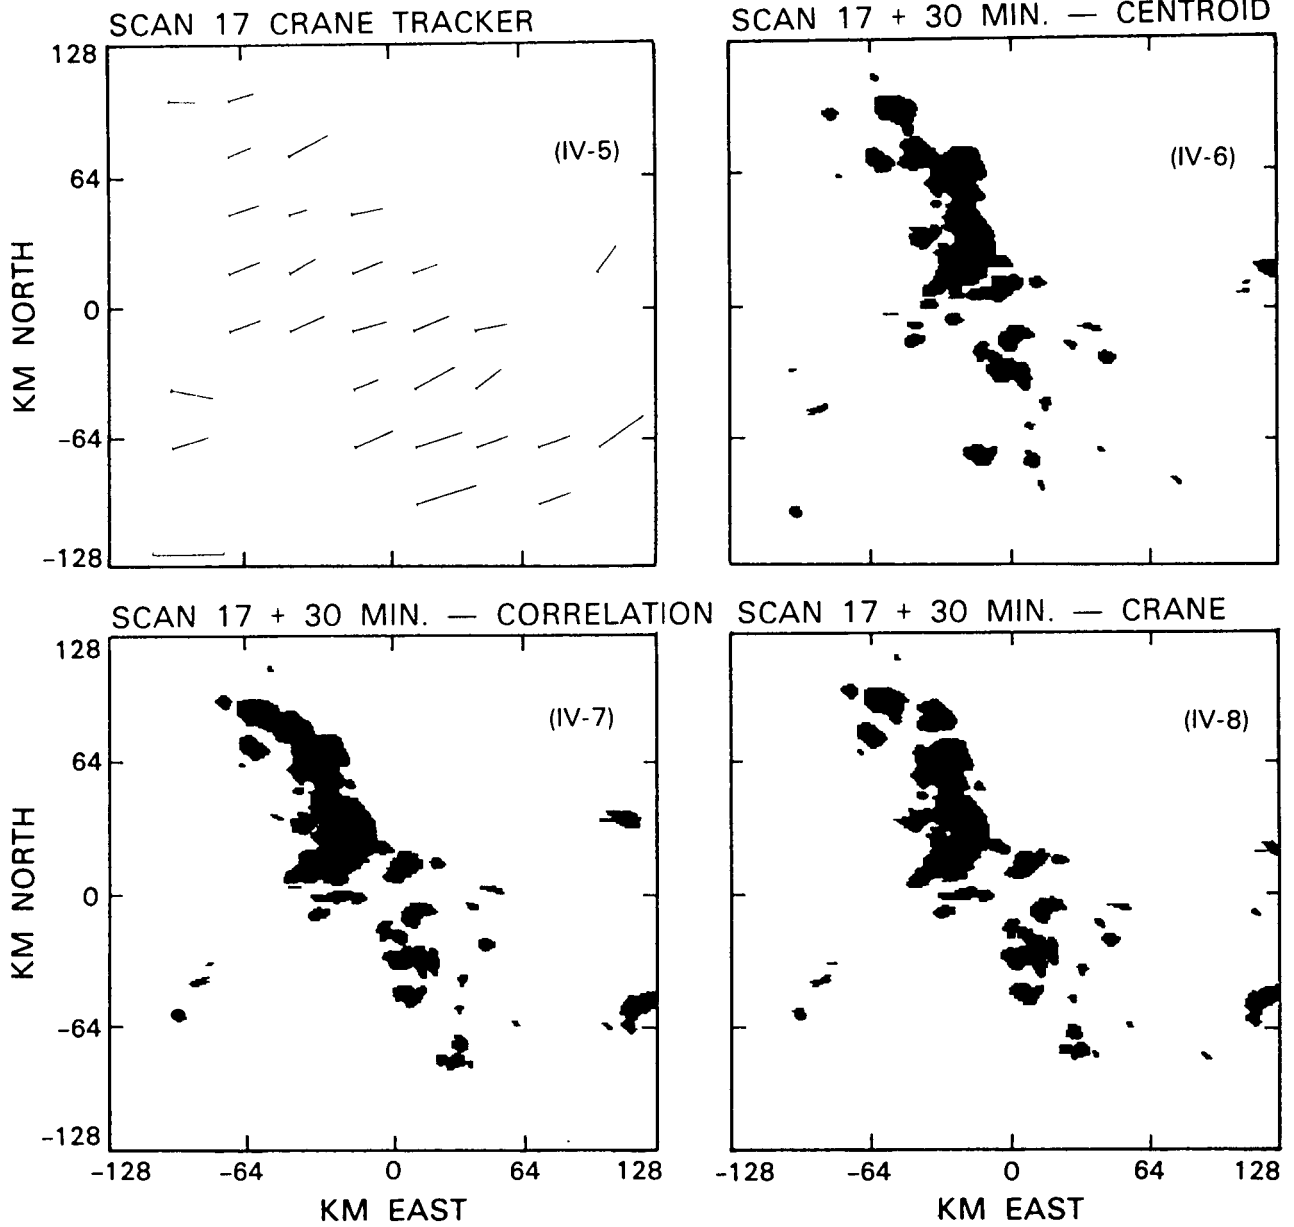 SCAN 17 CRANE TRACKER
SCAN 17 + 30 MIN. — CENTROID
128
64
0
−64
−128
KM NORTH
(IV-5)
(IV-6)
SCAN 17 + 30 MIN. — CORRELATION
SCAN 17 + 30 MIN. — CRANE
128
64
0
−64
−128
KM NORTH
(IV-7)
(IV-8)
−128 −64 0 64 128
−128 −64 0 64 128
KM EAST
KM EAST